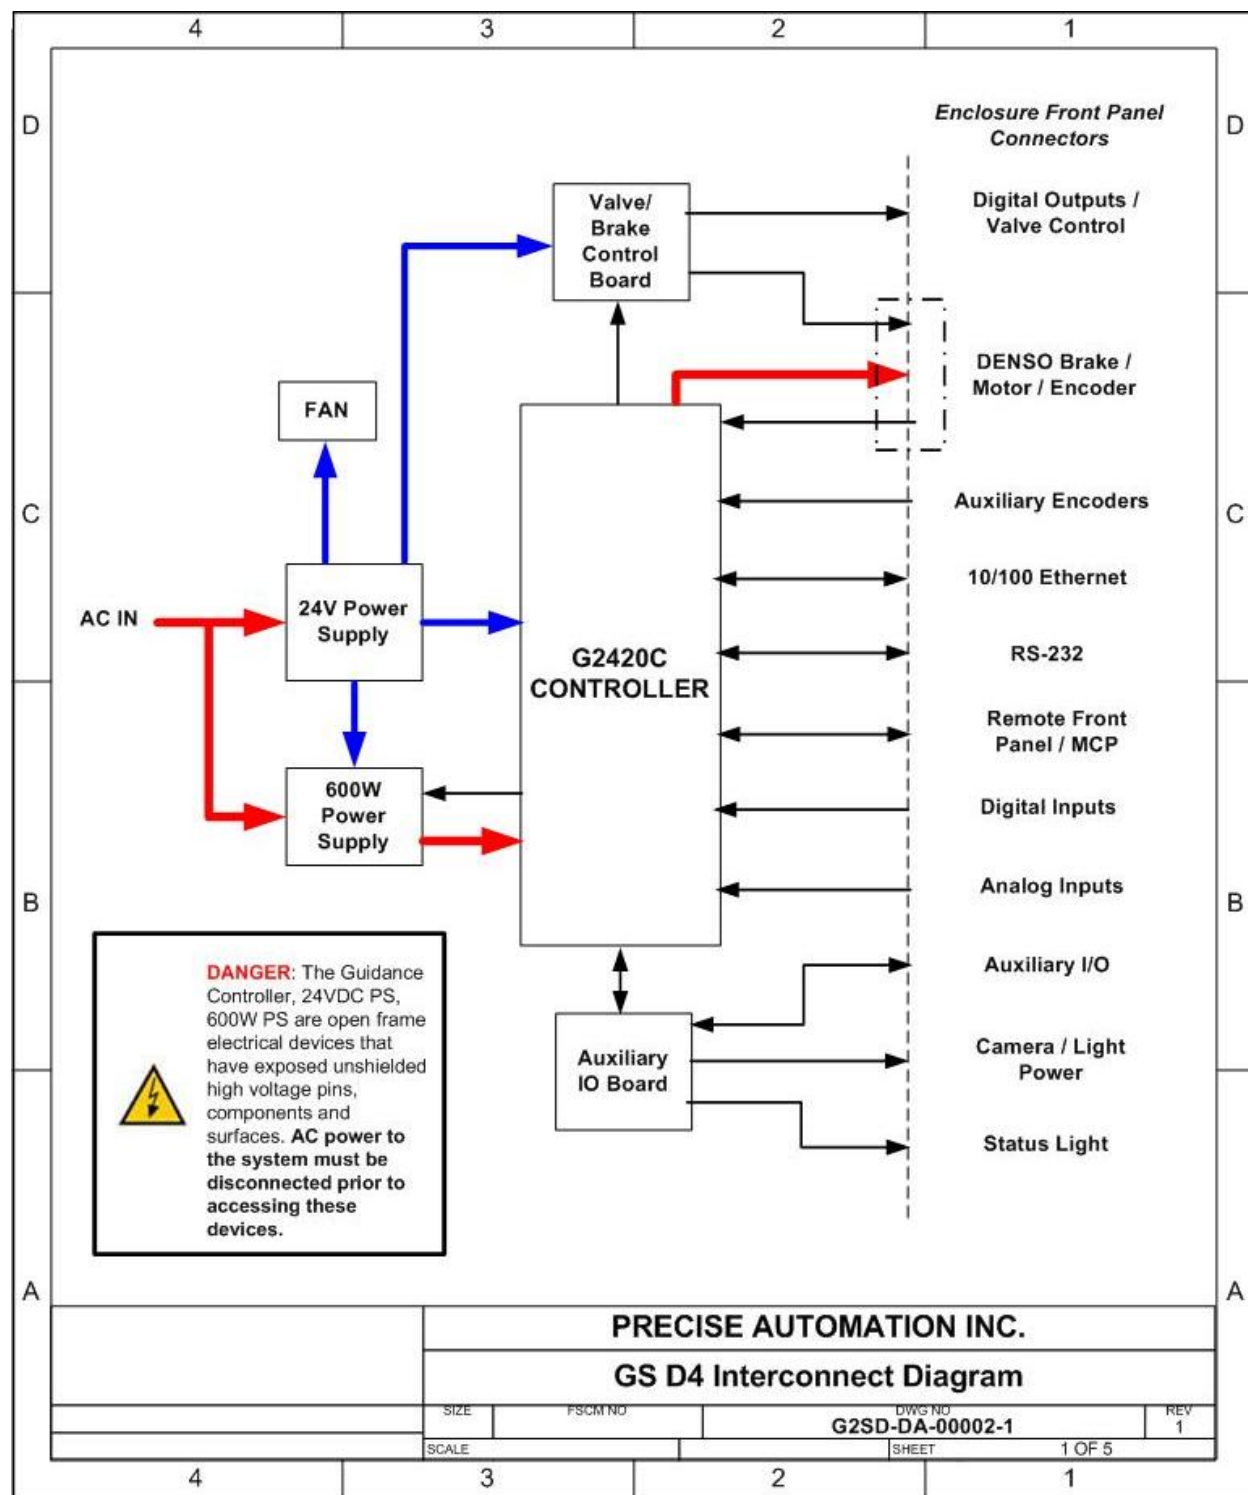 4 3 2 1
D D
Enclosure Front Panel
Connectors
Valve/
Brake
Control
Board
Digital Outputs /
Valve Control
DENSO Brake /
Motor / Encoder
FAN
C C
Auxiliary Encoders
10/100 Ethernet
AC IN
24V Power
Supply
G2420C
CONTROLLER
RS-232
Remote Front
Panel / MCP
600W
Power
Supply
Digital Inputs
B B
Analog Inputs
DANGER: The Guidance
Controller, 24VDC PS,
600W PS are open frame
electrical devices that
have exposed unshielded
high voltage pins,
components and
surfaces. AC power to
the system must be
disconnected prior to
accessing these
devices.
Auxiliary I/O
Auxiliary
IO Board
Camera / Light
Power
Status Light
A A
PRECISE AUTOMATION INC.
GS D4 Interconnect Diagram
SIZE FSCM NO DWG NO REV
G2SD-DA-00002-1 1
SCALE SHEET 1 OF 5
4 3 2 1